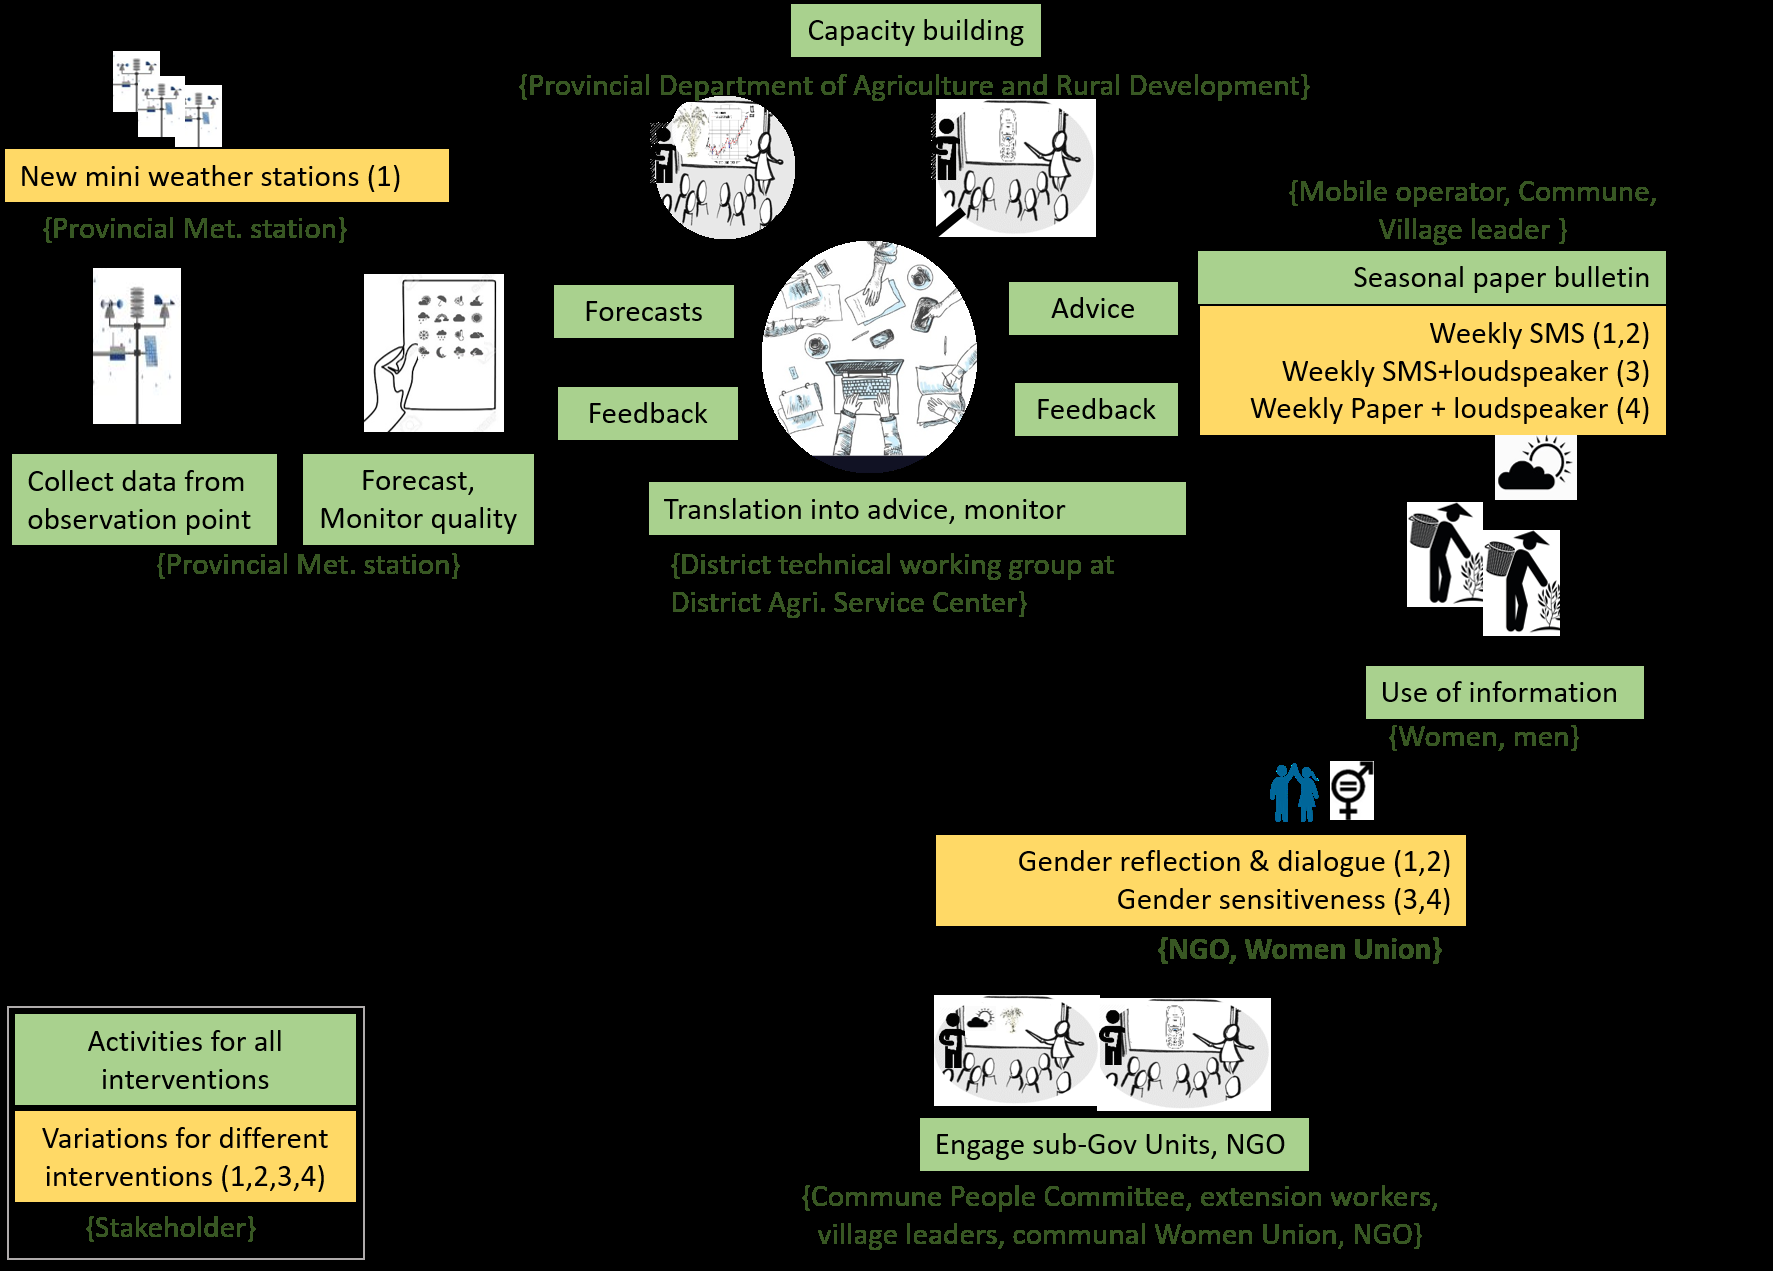 Capacity building
{Provincial Department of Agriculture and Rural Development}
New mini weather stations (1)
{Provincial Met. station}
{Mobile operator, Commune,
Village leader }
Seasonal paper bulletin
Weekly SMS (1,2)
Weekly SMS+loudspeaker (3)
Weekly Paper + loudspeaker (4)
Forecasts
Advice
Feedback
Feedback
Collect data from
observation point
Forecast,
Monitor quality
{Provincial Met. station}
Translation into advice, monitor
{District technical working group at
District Agri. Service Center}
Use of information
{Women, men}
Gender reflection & dialogue (1,2)
Gender sensitiveness (3,4)
{NGO, Women Union}
Engage sub-Gov Units, NGO
{Commune People Committee, extension workers,
village leaders, communal Women Union, NGO}
Activities for all
interventions
Variations for different
interventions (1,2,3,4)
{Stakeholder}